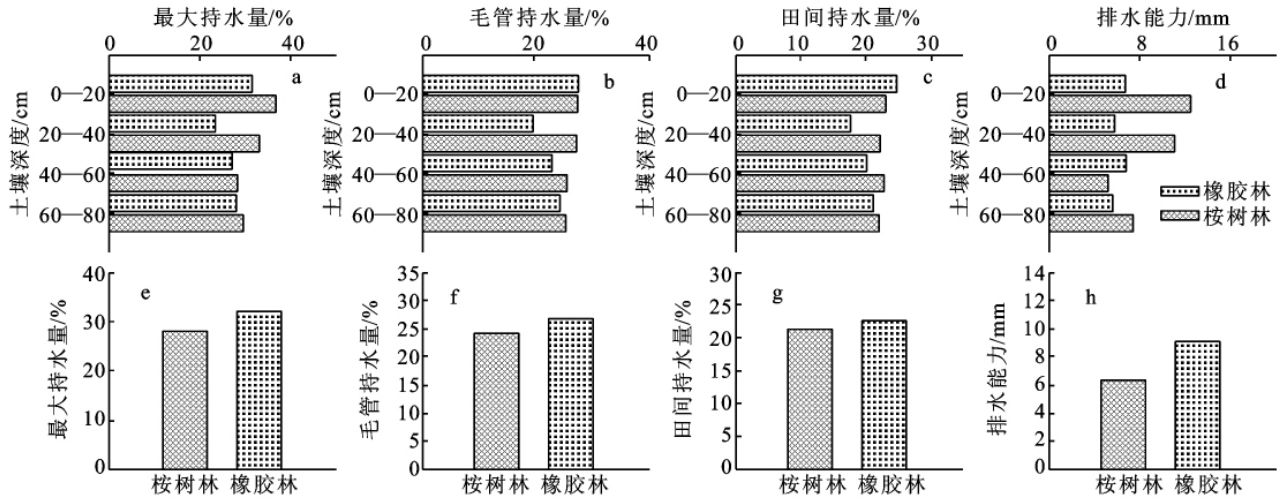 最大持水量/%
0 20 40
a
土壤深度/cm
0—20
20—40
40—60
60—80
毛管持水量/%
0 20 40
b
土壤深度/cm
0—20
20—40
40—60
60—80
田间持水量/%
0 10 20 30
c
土壤深度/cm
0—20
20—40
40—60
60—80
排水能力/mm
0 8 16
d
土壤深度/cm
0—20
20—40
40—60
60—80
橡胶林
桉树林
e
最大持水量/%
40
30
20
10
0
桉树林 橡胶林
f
毛管持水量/%
35
30
25
20
15
10
5
0
桉树林 橡胶林
g
田间持水量/%
30
25
20
15
10
5
0
桉树林 橡胶林
h
排水能力/mm
14
12
10
8
6
4
2
0
桉树林 橡胶林